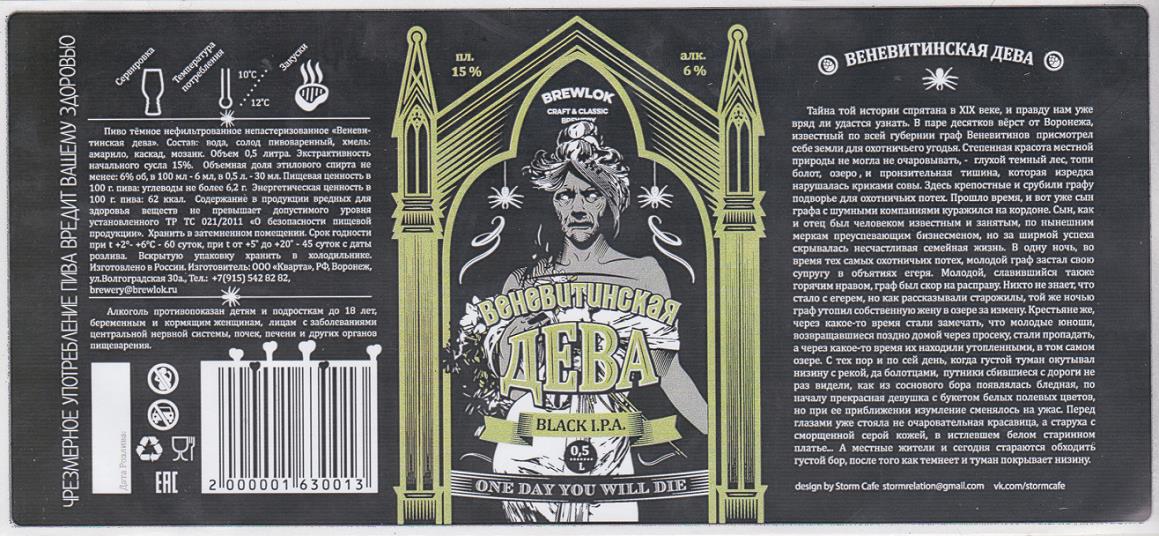 ЧРЕЗМЕРНОЕ УПОТРЕБЛЕНИЕ ПИВА ВРЕДИТ ВАШЕМУ ЗДОРОВЬЮ
Сервировка
Температура
потребления
10°C
12°C
Закуски
Пиво тёмное нефильтрованное непастеризованное «Веневи-
тинская дева». Состав: вода, солод пивоваренный, хмель:
амарило, каскад, мозаик. Объем 0,5 литра. Экстрактивность
начального сусла 15%. Объемная доля этилового спирта не
менее: 6% об, в 100 мл - 6 мл, в 0,5 л. - 30 мл. Пищевая ценность в
100 г. пива: углеводы не более 6,2 г. Энергетическая ценность в
100 г. пива: 62 ккал. Содержание в продукции вредных для
здоровья веществ не превышает допустимого уровня
установленного ТР ТС 021/2011 «О безопасности пищевой
продукции». Хранить в затемненном помещении. Срок годности
при t +2°- +6°C - 60 суток, при t от +5° до +20° - 45 суток с даты
розлива. Вскрытую упаковку хранить в холодильнике.
Изготовлено в России. Изготовитель: ООО «Кварта», РФ, Воронеж,
ул.Волгоградская 30а., Тел.: +7(915) 542 82 82,
brewery@brewlok.ru
Алкоголь противопоказан детям и подросткам до 18 лет,
беременным и кормящим женщинам, лицам с заболеваниями
центральной нервной системы, почек, печени и других органов
пищеварения.
Дата Розлива:
EAC
2 000001 630013
пл.
15 %
алк.
6 %
BREWLOK
CRAFT & CLASSIC
BREWERY
Веневитинская
ДЕВА
BLACK I.P.A.
0,5
L
ONE DAY YOU WILL DIE
ВЕНЕВИТИНСКАЯ ДЕВА
Тайна той истории спрятана в XIX веке, и правду нам уже
вряд ли удастся узнать. В паре десятков вёрст от Воронежа,
известный по всей губернии граф Веневитинов присмотрел
себе земли для охотничьего угодья. Степенная красота местной
природы не могла не очаровывать, - глухой темный лес, топи
болот, озеро, и пронзительная тишина, которая изредка
нарушалась криками совы. Здесь крепостные и срубили графу
подворье для охотничьих потех. Прошло время, и вот уже сын
графа с шумными компаниями куражился на кордоне. Сын, как
и отец был человеком известным и занятым, по нынешним
меркам преуспевающим бизнесменом, но за ширмой успеха
скрывалась несчастливая семейная жизнь. В одну ночь, во
время тех самых охотничьих потех, молодой граф застал свою
супругу в объятиях егеря. Молодой, славившийся также
горячим нравом, граф был скор на расправу. Никто не знает, что
стало с егерем, но как рассказывали старожилы, той же ночью
граф утопил собственную жену в озере за измену. Крестьяне же,
через какое-то время стали замечать, что молодые юноши,
возвращавшиеся поздно домой через просеку, стали пропадать,
а через какое-то время их находили утопленными, в том самом
озере. С тех пор и по сей день, когда густой туман окутывал
низину с рекой, да болотцами, путники сбившиеся с дороги не
раз видели, как из соснового бора появлялась бледная, по
началу прекрасная девушка с букетом белых полевых цветов,
но при ее приближении изумление сменялось на ужас. Перед
глазами уже стояла не очаровательная красавица, а старуха с
сморщенной серой кожей, в истлевшем белом старинном
платье... А местные жители и сегодня стараются обходить
густой бор, после того как темнеет и туман покрывает низину.
design by Storm Cafe stormrelation@gmail.com vk.com/stormcafe